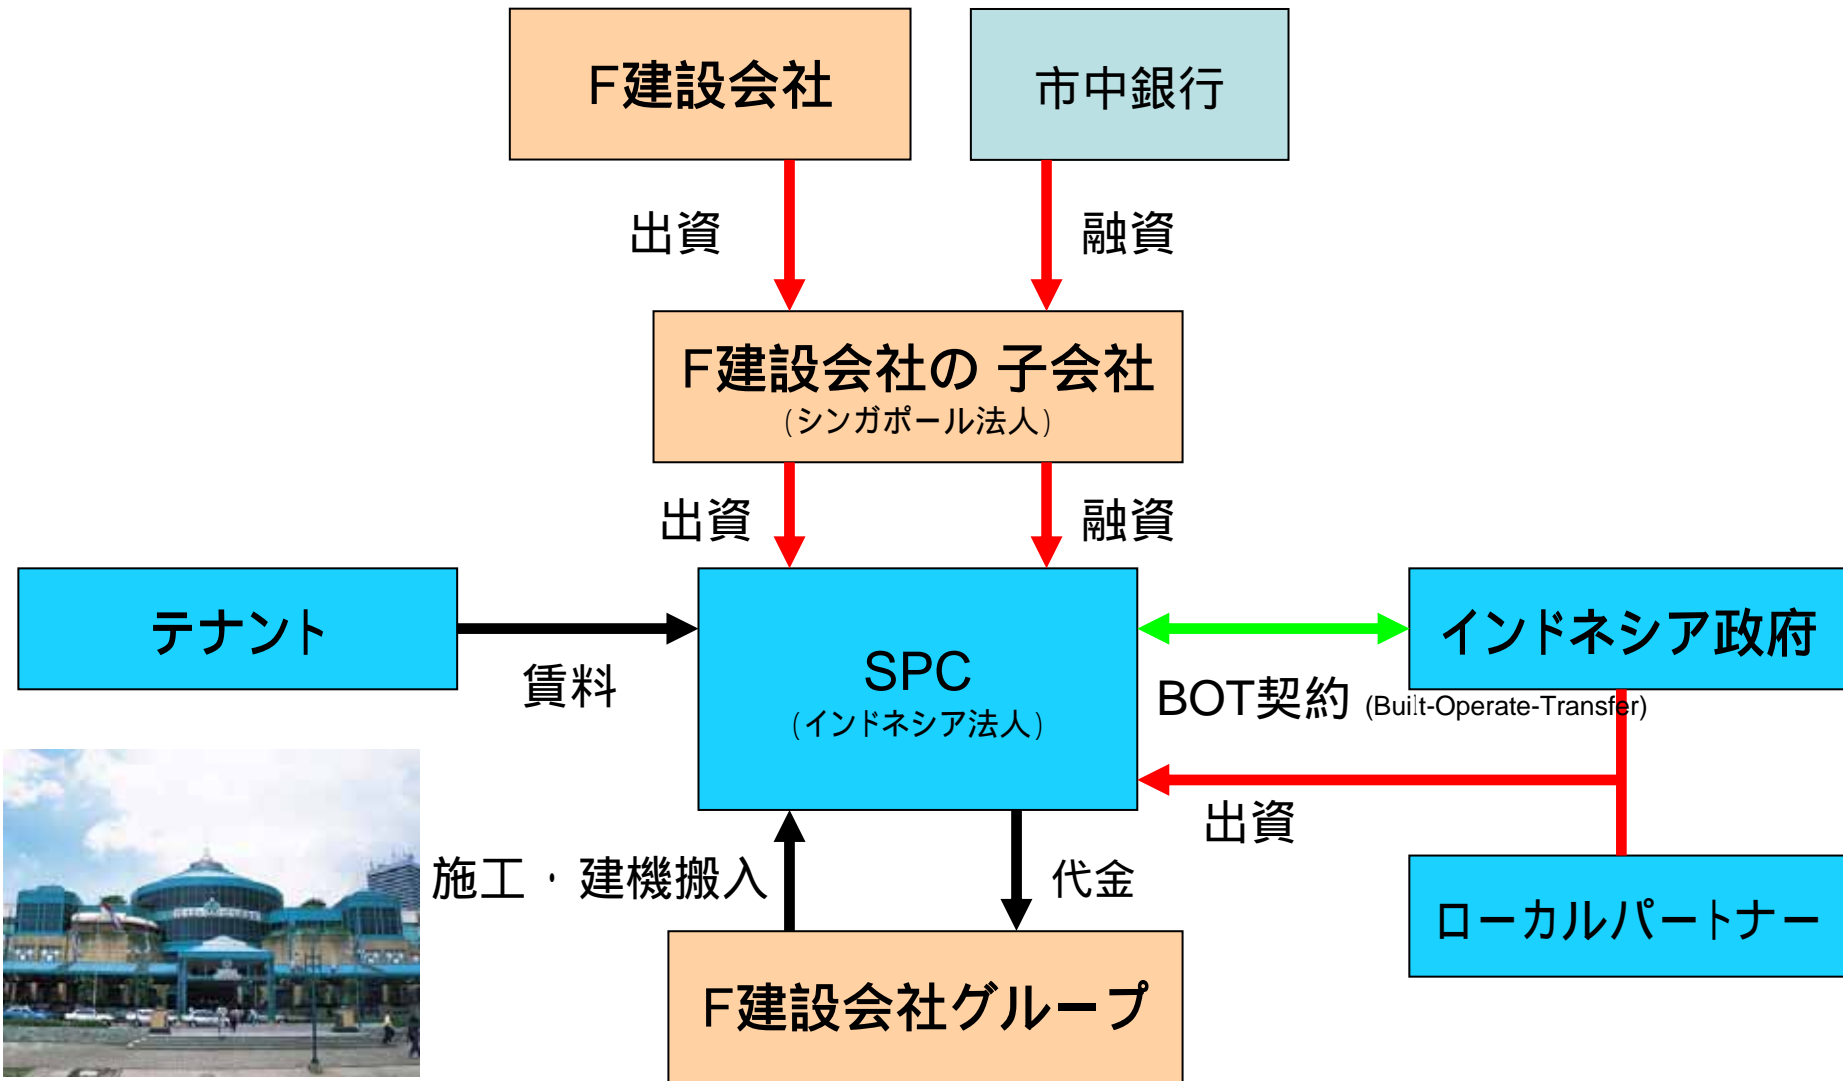 F建設会社
市中銀行
出資
融資
F建設会社の 子会社
(シンガポール法人)
出資
融資
テナント
賃料
SPC
(インドネシア法人)
インドネシア政府
BOT契約 (Built-Operate-Transfer)
出資
施工・建機搬入
代金
ローカルパートナー
F建設会社グループ